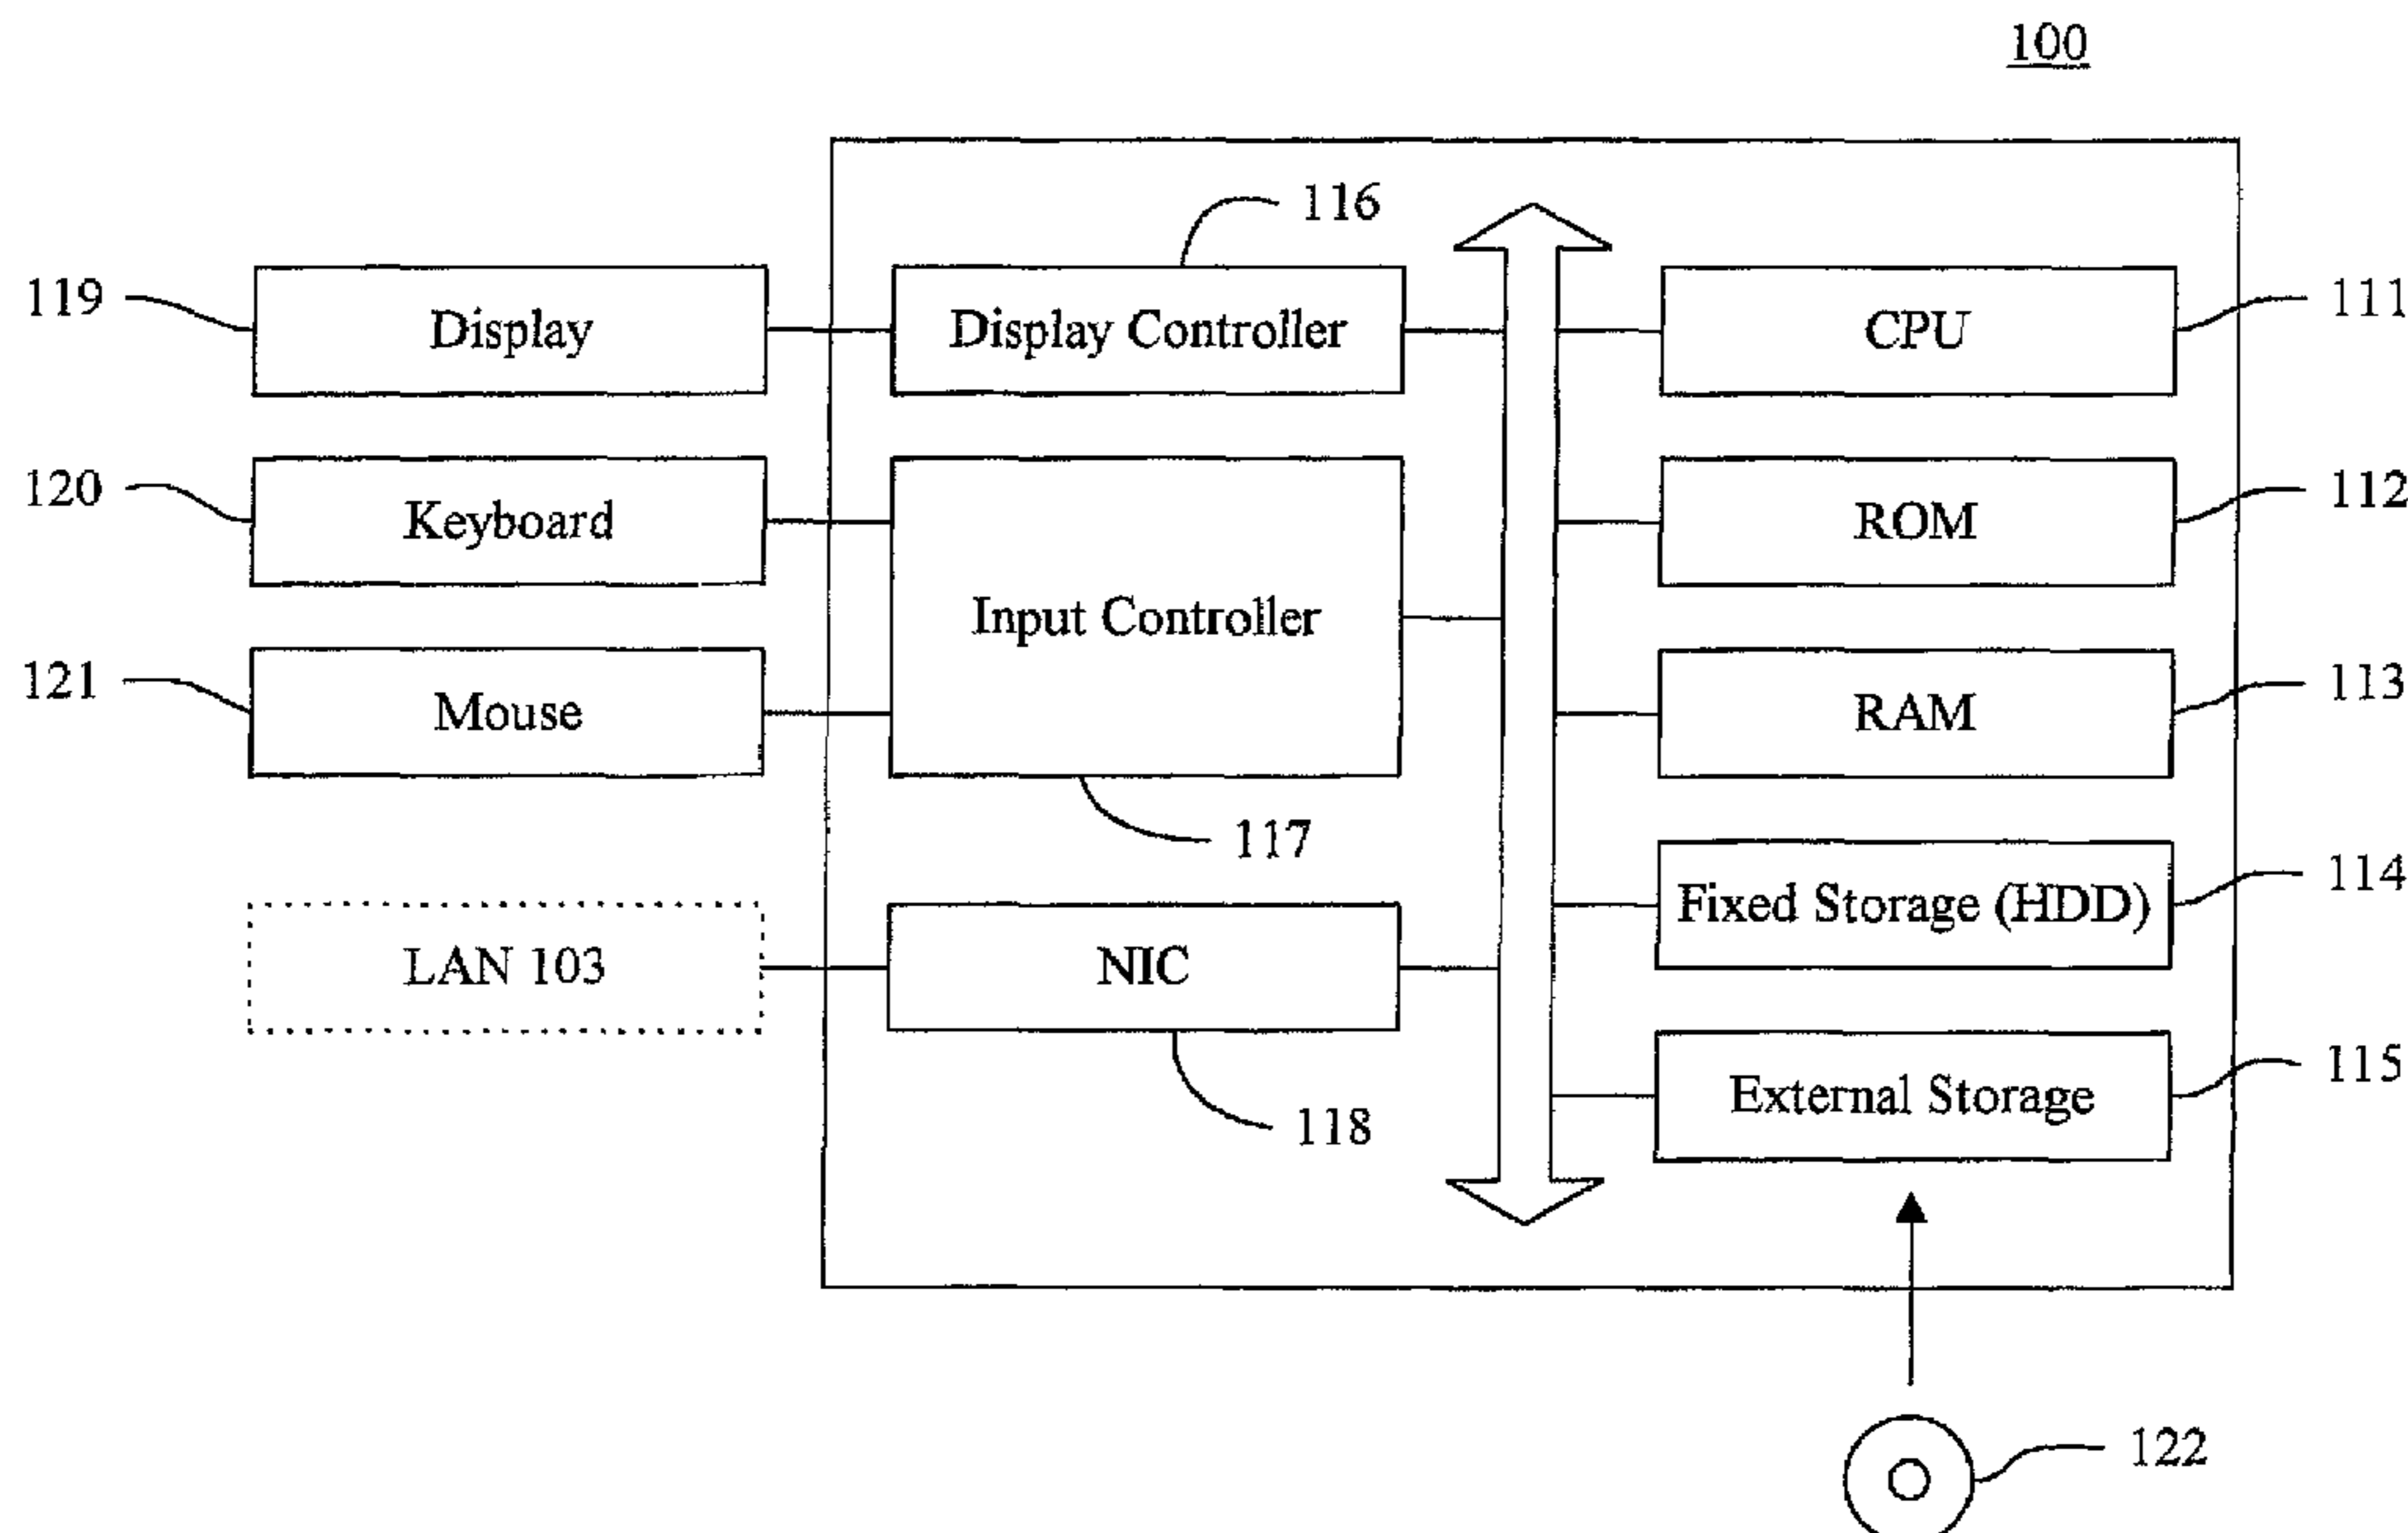 100
116
119
Display
Display Controller
CPU
111
120
Keyboard
ROM
112
Input Controller
121
Mouse
RAM
113
117
114
Fixed Storage (HDD)
LAN 103
NIC
115
External Storage
118
122